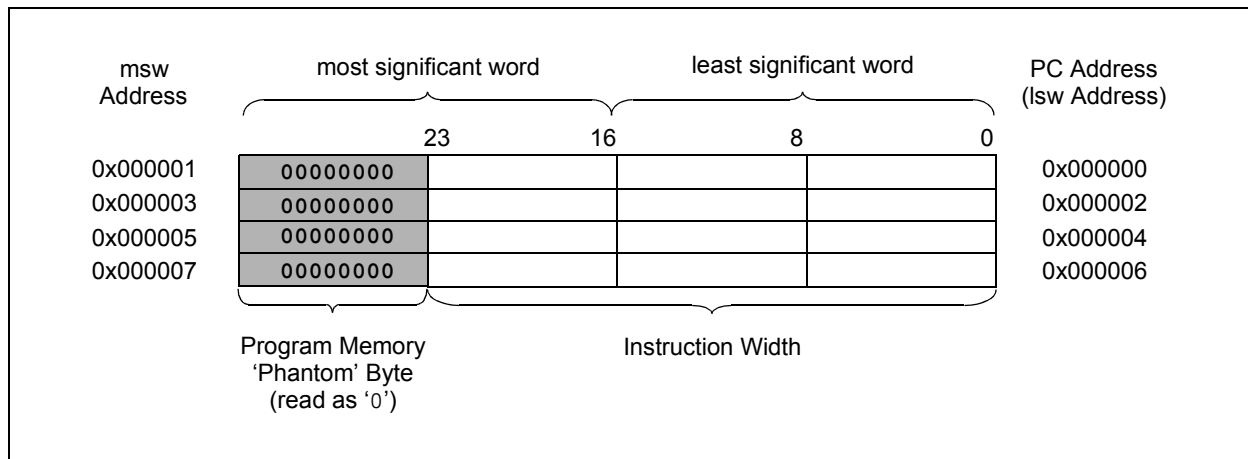 msw
Address
most significant word
least significant word
PC Address
(lsw Address)
23
16
8
0
0x000001
00000000
0x000000
0x000003
00000000
0x000002
0x000005
00000000
0x000004
0x000007
00000000
0x000006
Program Memory
‘Phantom’ Byte
(read as ‘0’)
Instruction Width